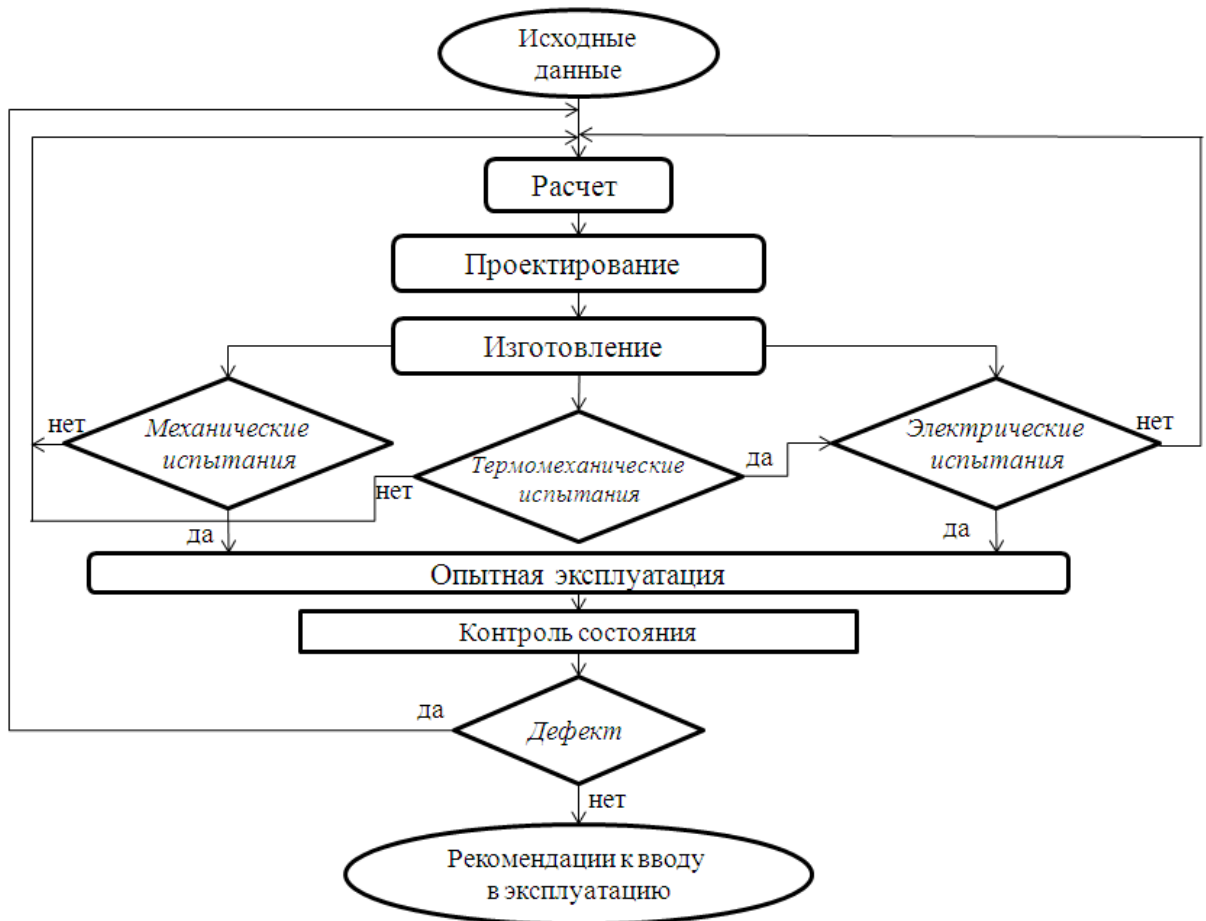 Исходные
данные
Расчет
Проектирование
Изготовление
нет
Механические
испытания
Термомеханические
испытания
нет
да
Электрические
испытания
нет
да
да
Опытная эксплуатация
Контроль состояния
да
Дефект
нет
Рекомендации к вводу
в эксплуатацию